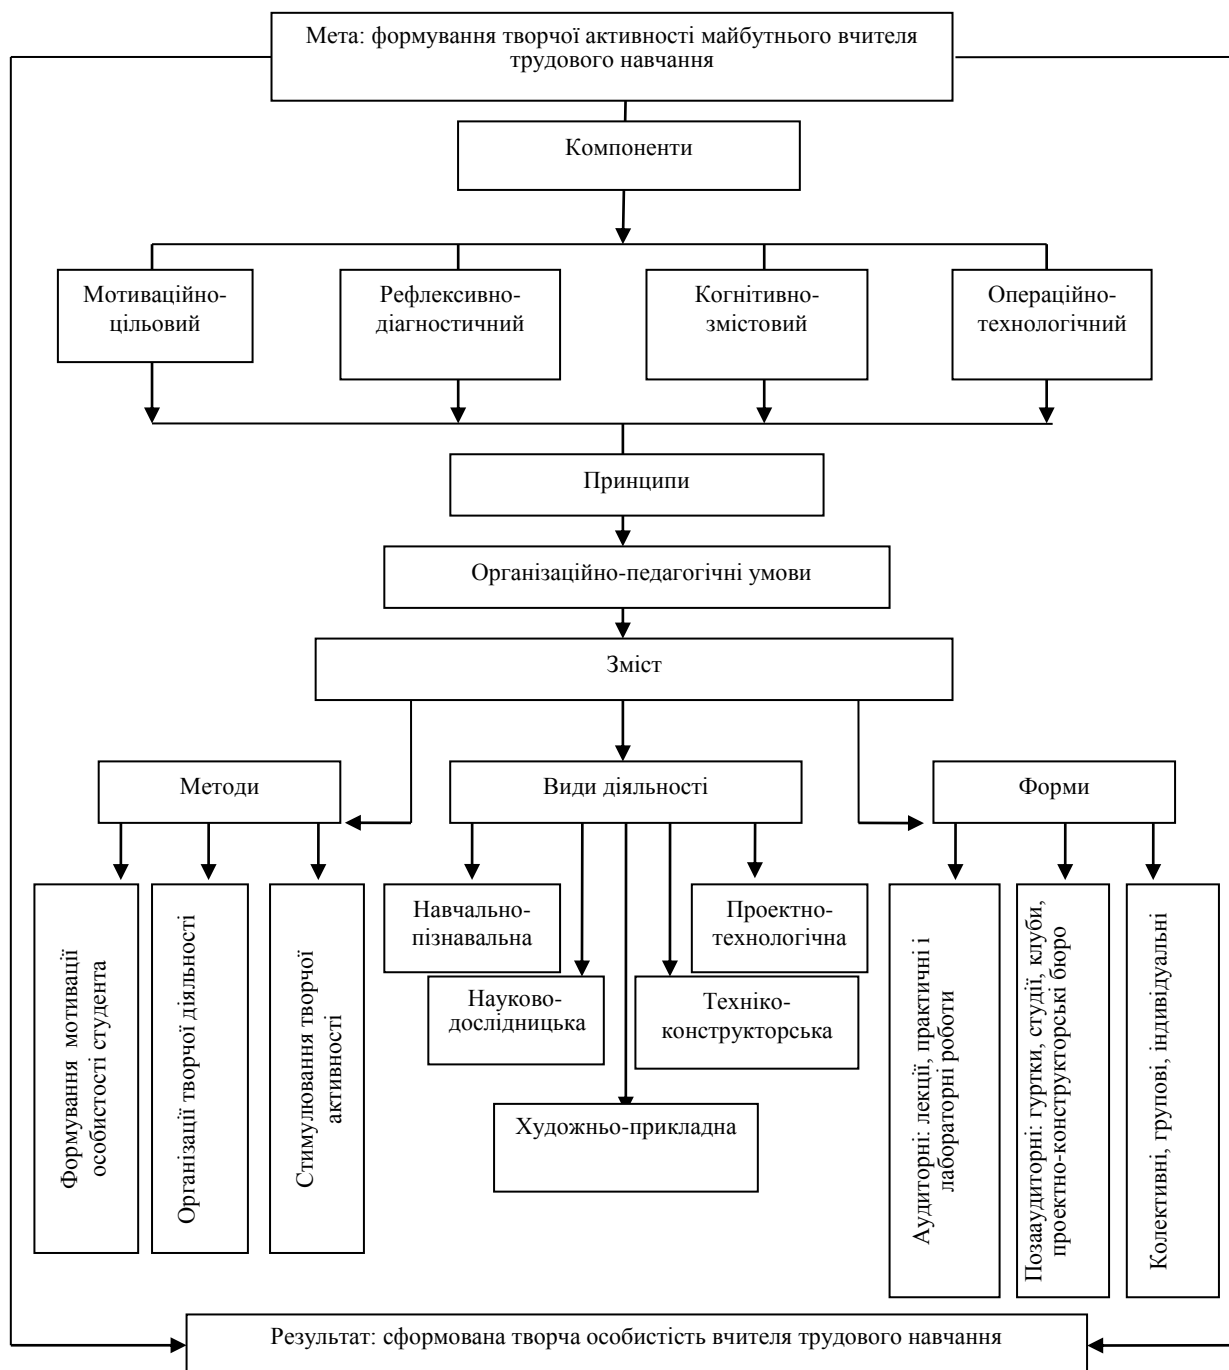 Мета: формування творчої активності майбутнього вчителя
трудового навчання
Компоненти
Мотиваційно-
цільовий
Рефлексивно-
діагностичний
Когнітивно-
змістовий
Операційно-
технологічний
Принципи
Організаційно-педагогічні умови
Зміст
Методи
Види діяльності
Форми
Формування мотивації
особистості студента
Організації творчої діяльності
Стимулювання творчої
активності
Навчально-
пізнавальна
Науково-
дослідницька
Художньо-прикладна
Техніко-
конструкторська
Проектно-
технологічна
Аудиторні: лекції, практичні і
лабораторні роботи
Позааудиторні: гуртки, студії, клуби,
проектно-конструкторські бюро
Колективні, групові, індивідуальні
Результат: сформована творча особистість вчителя трудового навчання